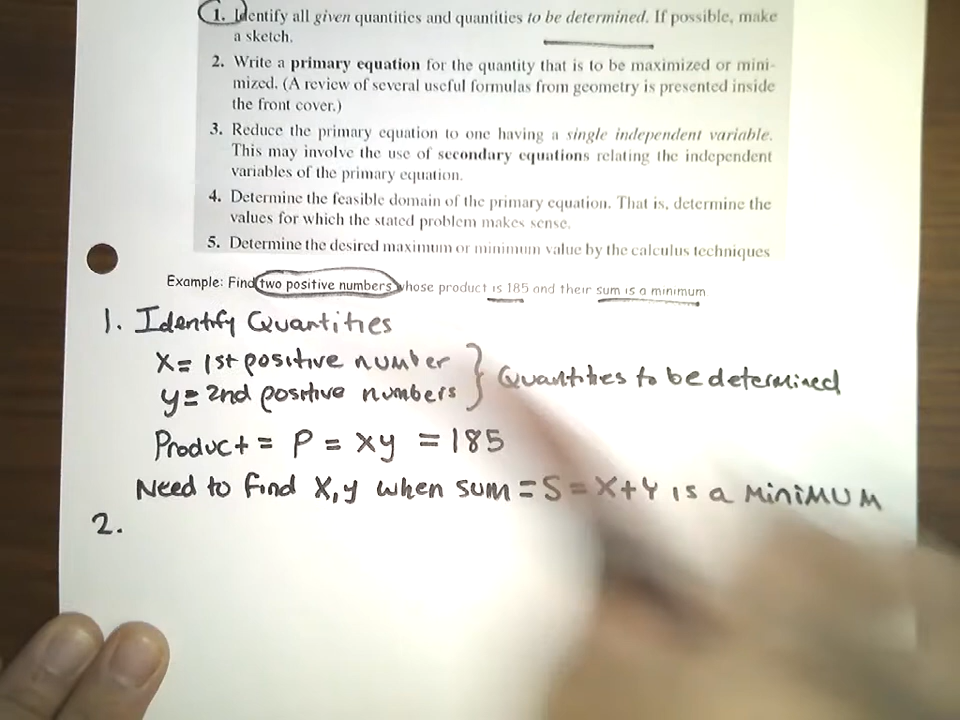 1. Identify all given quantities and quantities to be determined. If possible, make
a sketch.
2. Write a primary equation for the quantity that is to be maximized or mini-
mized. (A review of several useful formulas from geometry is presented inside
the front cover.)
3. Reduce the primary equation to one having a single independent variable.
This may involve the use of secondary equations relating the independent
variables of the primary equation.
4. Determine the feasible domain of the primary equation. That is, determine the
values for which the stated problem makes sense.
5. Determine the desired maximum or minimum value by the calculus techniques
Example: Find two positive numbers whose product is 185 and their sum is a minimum
1. Identify Quantities
x = 1st positive number
y = 2nd positive numbers } Quantities to be determined
Product = P = xy = 185
Need to find X, y when sum = S = X+Y is a MINIMUM
2.